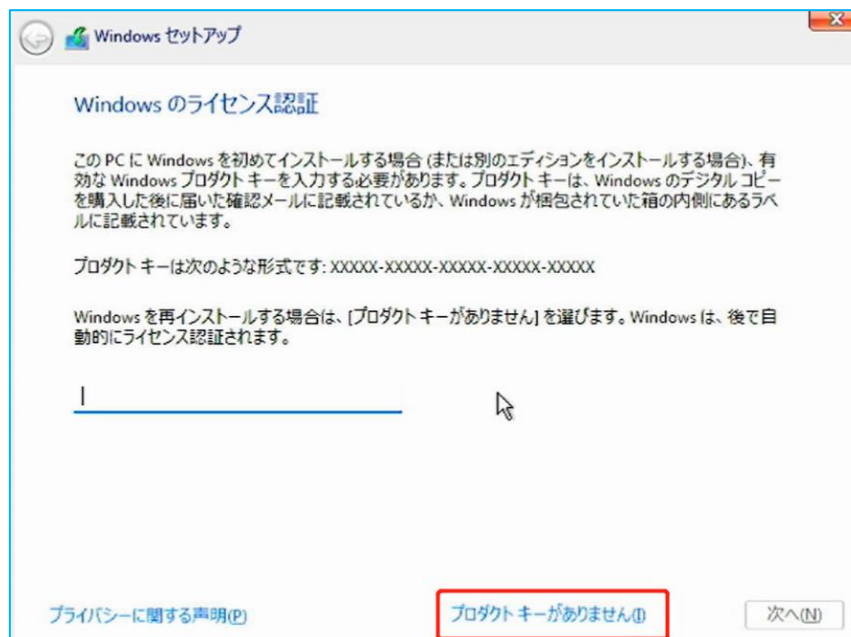 Windows セットアップ
Windows のライセンス認証
この PC に Windows を初めてインストールする場合 (または別のエディションをインストールする場合)、有
効な Windows プロダクト キーを入力する必要があります。プロダクト キーは、Windows のデジタル コピー
を購入した後に届いた確認メールに記載されているか、Windows が梱包されていた箱の内側にあるラベ
ルに記載されています。
プロダクト キーは次のような形式です: XXXXX-XXXXX-XXXXX-XXXXX-XXXXX
Windows を再インストールする場合は、[プロダクト キーがありません] を選びます。Windows は、後で自
動的にライセンス認証されます。
プライバシーに関する声明(P)
プロダクト キーがありません(I)
次へ(N)